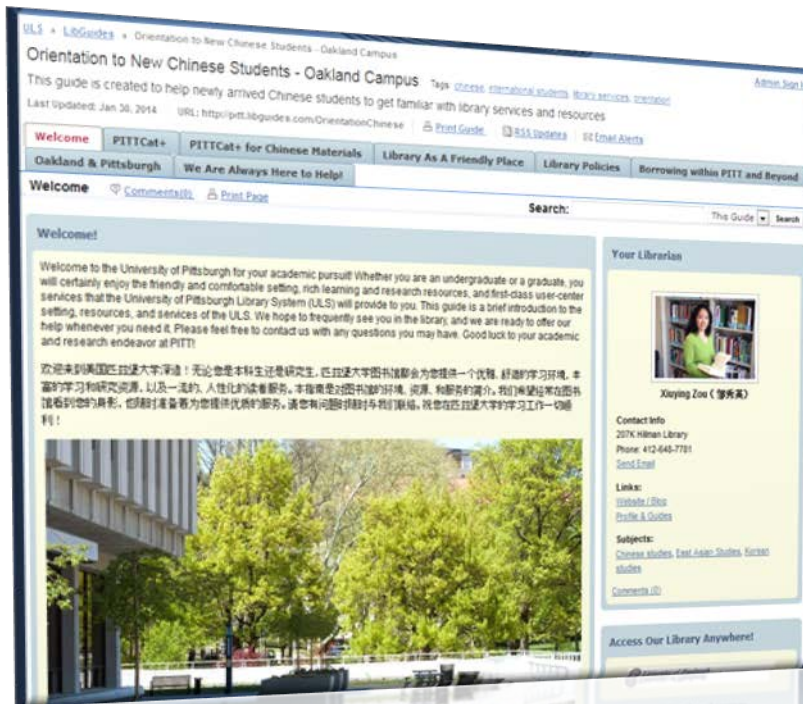 ULS » LibGuides » Orientation to New Chinese Students - Oakland Campus
Admin Sign In
Orientation to New Chinese Students - Oakland Campus Tags: chinese, international students, library services, orientation
This guide is created to help newly arrived Chinese students to get familiar with library services and resources
Last Updated: Jan 30, 2014 URL: http://pitt.libguides.com/OrientationChinese Print Guide RSS Updates Email Alerts
Welcome PITTCat+ PITTCat+ for Chinese Materials Library As A Friendly Place Library Policies Borrowing within PITT and Beyond
Oakland & Pittsburgh We Are Always Here to Help!
Welcome Comments(0) Print Page Search: This Guide Search
Welcome!
Welcome to the University of Pittsburgh for your academic pursuit! Whether you are an undergraduate or a graduate, you
will certainly enjoy the friendly and comfortable setting, rich learning and research resources, and first-class user-center
services that the University of Pittsburgh Library System (ULS) will provide to you. This guide is a brief introduction to the
setting, resources, and services of the ULS. We hope to frequently see you in the library, and we are ready to offer our
help whenever you need it. Please feel free to contact us with any questions you may have. Good luck to your academic
and research endeavor at PITT!
欢迎来到美国匹兹堡大学深造！无论您是本科生还是研究生，匹兹堡大学图书馆都会为您提供一个优雅、舒适的学习环境，丰
富的学习和研究资源，以及一流的、人性化的读者服务。本指南是对图书馆的环境、资源、和服务的简介。我们希望经常在图书
馆看到您的身影，也随时准备着为您提供优质的服务。请您有问题时随时与我们联络。祝您在匹兹堡大学的学习工作一切顺
利！
Your Librarian
Xiuying Zou (邹秀英)
Contact Info
207K Hillman Library
Phone: 412-648-7781
Send Email
Links:
Website / Blog
Profile & Guides
Subjects:
Chinese studies, East Asian Studies, Korean
studies
Comments (0)
Access Our Library Anywhere!